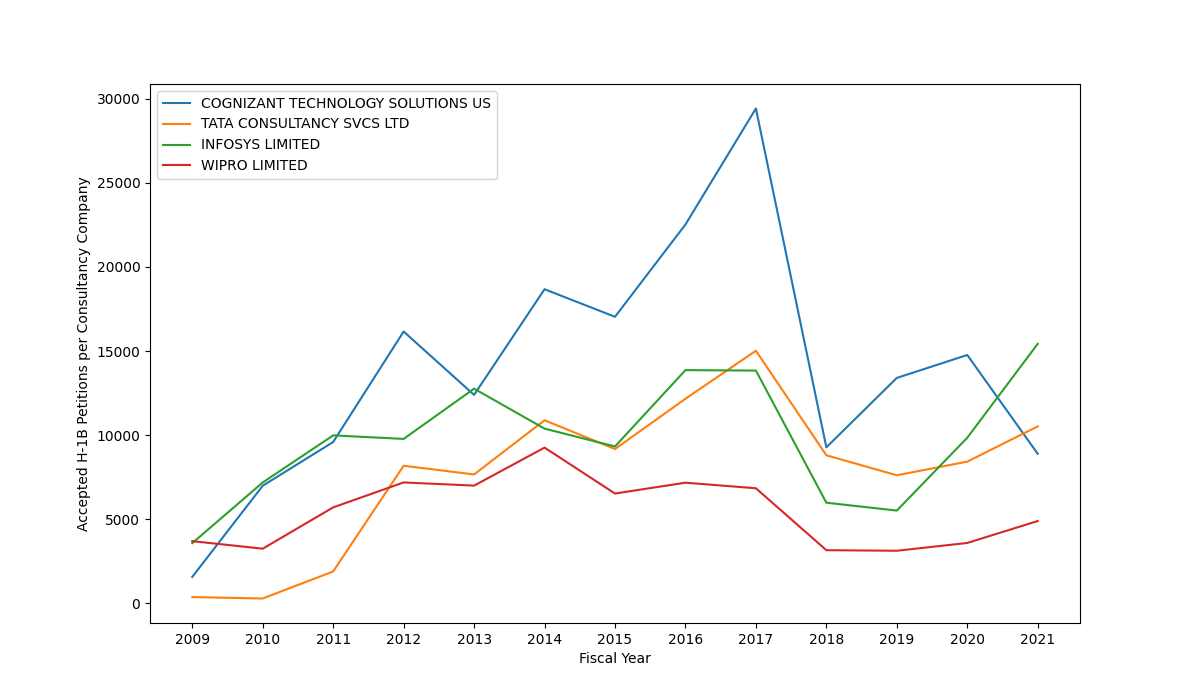 30000
25000
20000
15000
10000
5000
0
Accepted H-1B Petitions per Consultancy Company
COGNIZANT TECHNOLOGY SOLUTIONS US
TATA CONSULTANCY SVCS LTD
INFOSYS LIMITED
WIPRO LIMITED
2009 2010 2011 2012 2013 2014 2015 2016 2017 2018 2019 2020 2021
Fiscal Year